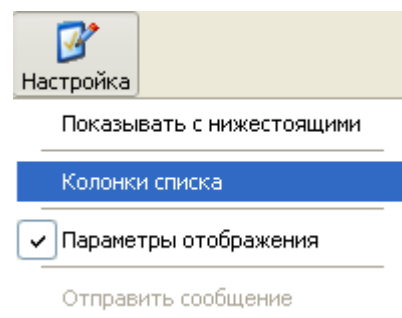 Настройка
Показывать с нижестоящими
Колонки списка
Параметры отображения
Отправить сообщение